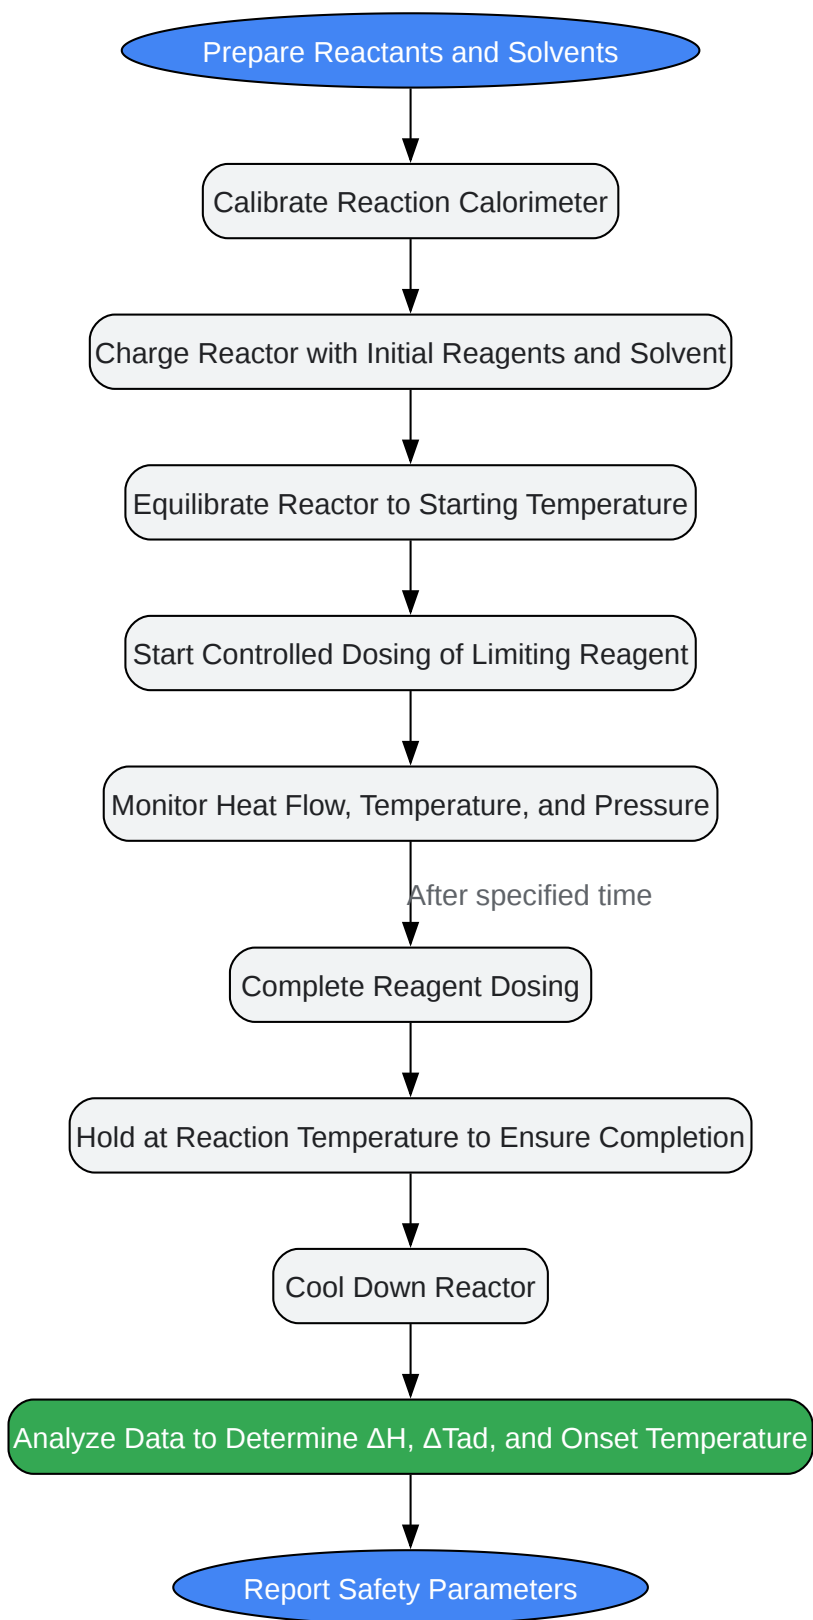 Prepare Reactants and Solvents
Calibrate Reaction Calorimeter
Charge Reactor with Initial Reagents and Solvent
Equilibrate Reactor to Starting Temperature
Start Controlled Dosing of Limiting Reagent
Monitor Heat Flow, Temperature, and Pressure
After specified time
Complete Reagent Dosing
Hold at Reaction Temperature to Ensure Completion
Cool Down Reactor
Analyze Data to Determine ΔH, ΔTad, and Onset Temperature
Report Safety Parameters